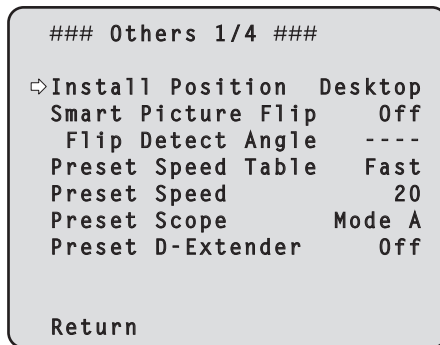 ### Others 1/4 ###
⇨Install Position Desktop
Smart Picture Flip Off
Flip Detect Angle ----
Preset Speed Table Fast
Preset Speed 20
Preset Scope Mode A
Preset D-Extender Off
Return